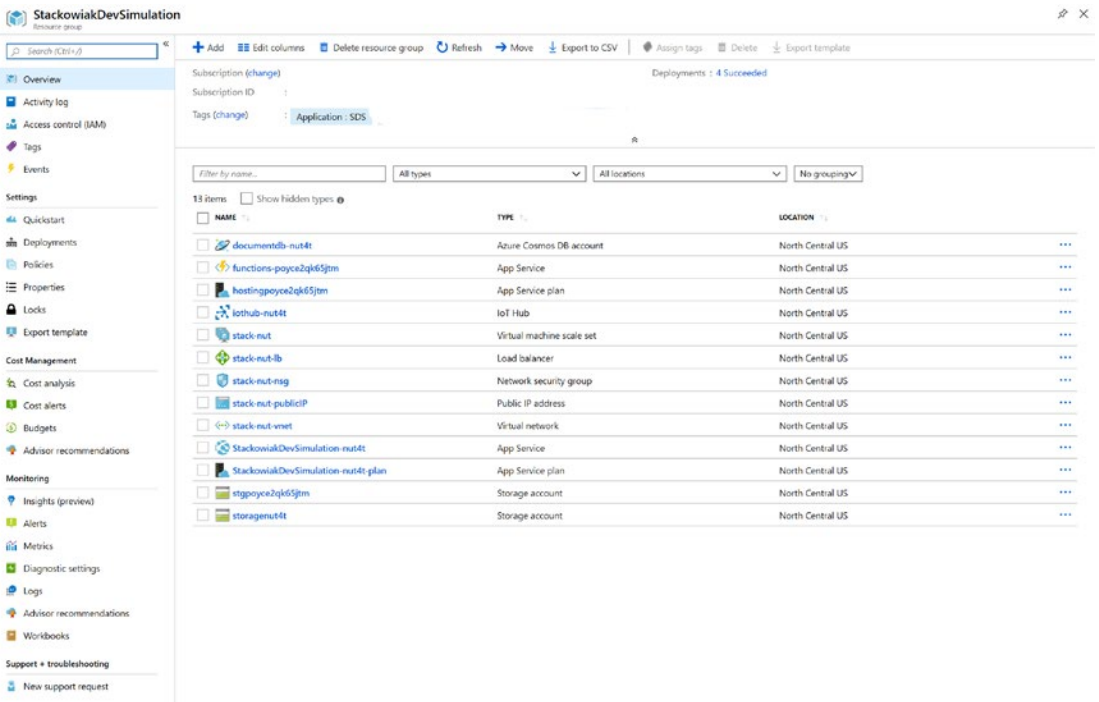 StackowiakDevSimulation
Resource group
Search (Ctrl+/)
Overview
Activity log
Access control (IAM)
Tags
Events
Settings
Quickstart
Deployments
Policies
Properties
Locks
Export template
Cost Management
Cost analysis
Cost alerts
Budgets
Advisor recommendations
Monitoring
Insights (preview)
Alerts
Metrics
Diagnostic settings
Logs
Advisor recommendations
Workbooks
Support + troubleshooting
New support request
Add Edit columns Delete resource group Refresh Move Export to CSV Assign tags Delete Export template
Subscription (change) Deployments : 4 Succeeded
Subscription ID :
Tags (change) : Application : SDS
Filter by name... All types All locations No grouping
13 items Show hidden types
NAME TYPE LOCATION
documentdb-nut4t Azure Cosmos DB account North Central US
functions-poyce2qk65jtm App Service North Central US
hostingpoyce2qk65jtm App Service plan North Central US
iothub-nut4t IoT Hub North Central US
stack-nut Virtual machine scale set North Central US
stack-nut-lb Load balancer North Central US
stack-nut-nsg Network security group North Central US
stack-nut-publicIP Public IP address North Central US
stack-nut-vnet Virtual network North Central US
StackowiakDevSimulation-nut4t App Service North Central US
StackowiakDevSimulation-nut4t-plan App Service plan North Central US
stgpoyce2qk65jtm Storage account North Central US
storagenut4t Storage account North Central US